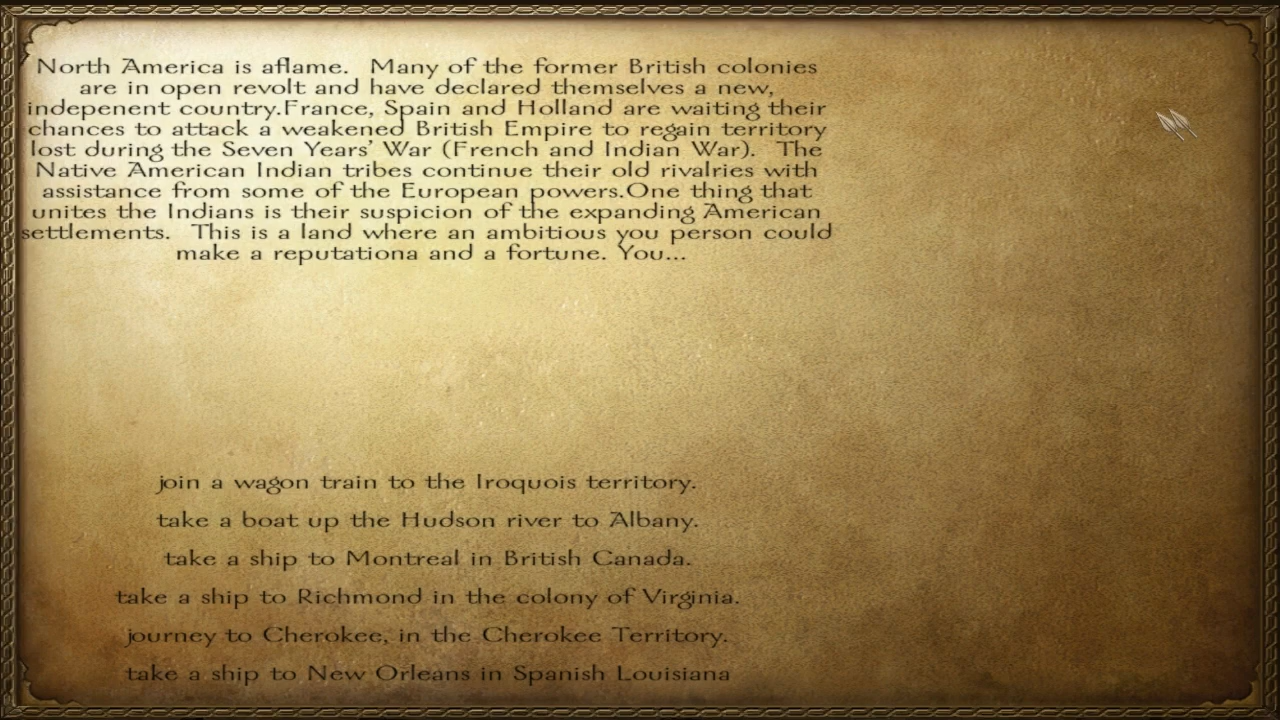 North America is aflame.  Many of the former British colonies
are in open revolt and have declared themselves a new,
indepenent country.France, Spain and Holland are waiting their
chances to attack a weakened British Empire to regain territory
lost during the Seven Years' War (French and Indian War).  The
Native American Indian tribes continue their old rivalries with
assistance from some of the European powers.One thing that
unites the Indians is their suspicion of the expanding American
settlements.  This is a land where an ambitious you person could
make a reputationa and a fortune. You...
join a wagon train to the Iroquois territory.
take a boat up the Hudson river to Albany.
take a ship to Montreal in British Canada.
take a ship to Richmond in the colony of Virginia.
journey to Cherokee, in the Cherokee Territory.
take a ship to New Orleans in Spanish Louisiana